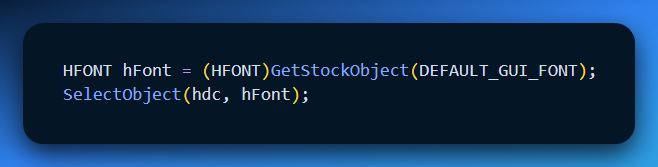 HFONT hFont = (HFONT)GetStockObject(DEFAULT_GUI_FONT);
SelectObject(hdc, hFont);